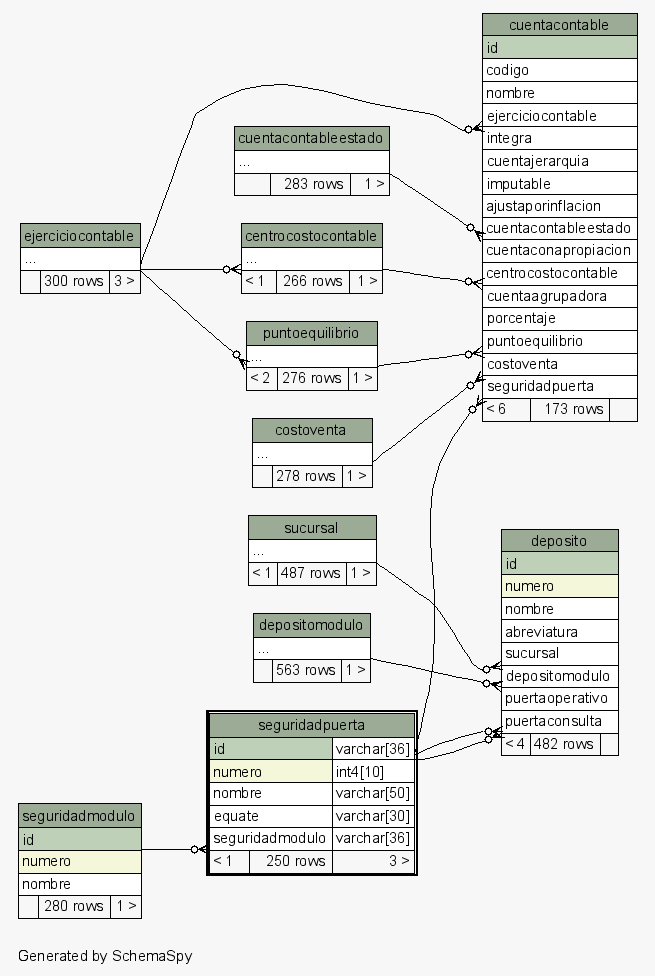 cuentacontable
id
codigo
nombre
ejerciciocontable
integra
cuentajerarquia
imputable
ajustaporinflacion
cuentacontableestado
cuentaconapropiacion
centrocostocontable
cuentaagrupadora
porcentaje
puntoequilibrio
costoventa
seguridadpuerta
< 6 173 rows
cuentacontableestado
...
283 rows 1 >
ejerciciocontable
...
300 rows 3 >
centrocostocontable
...
< 1 266 rows 1 >
puntoequilibrio
...
< 2 276 rows 1 >
costoventa
...
278 rows 1 >
sucursal
...
< 1 487 rows 1 >
deposito
id
numero
nombre
abreviatura
sucursal
depositomodulo
puertaoperativo
puertaconsulta
< 4 482 rows
depositomodulo
...
563 rows 1 >
seguridadpuerta
id varchar[36]
numero int4[10]
nombre varchar[50]
equate varchar[30]
seguridadmodulo varchar[36]
< 1 250 rows 3 >
seguridadmodulo
id
numero
nombre
280 rows 1 >
Generated by SchemaSpy